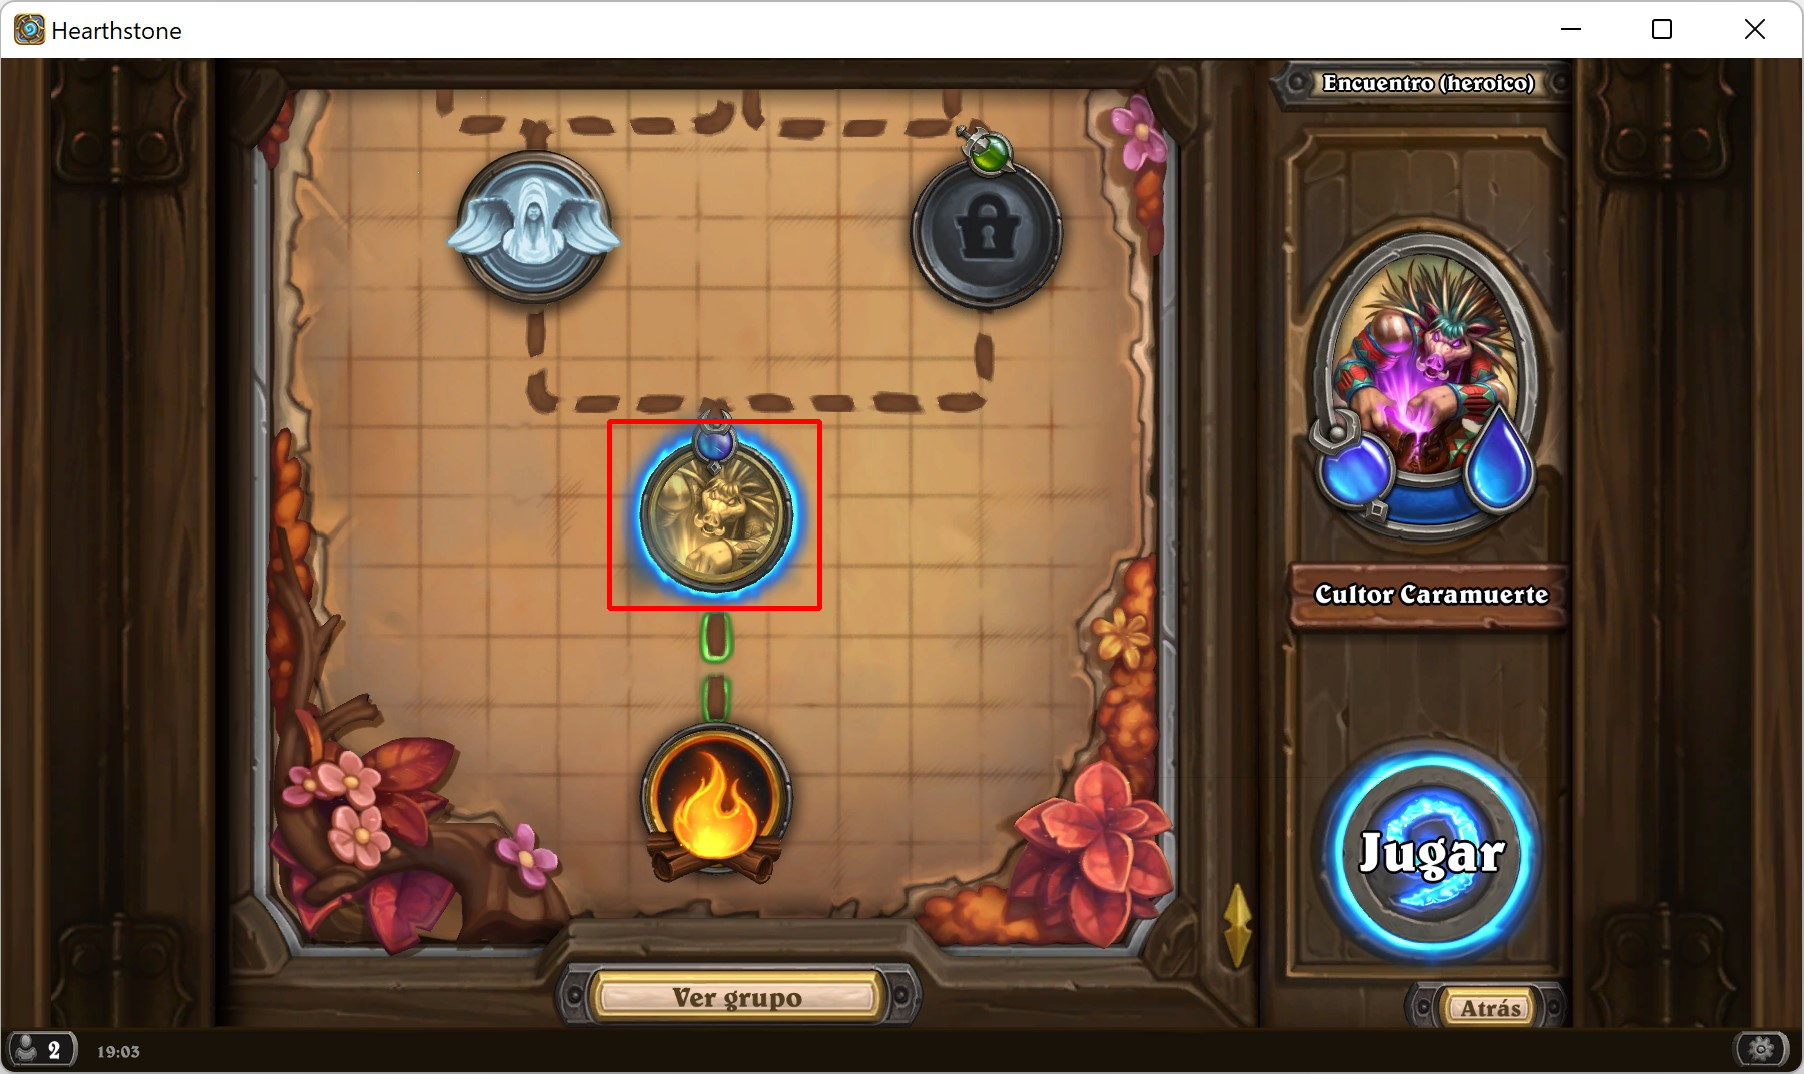 Hearthstone
Encuentro (heroico)
Cultor Caramuerte
Jugar
Ver grupo
Atrás
2
19:03